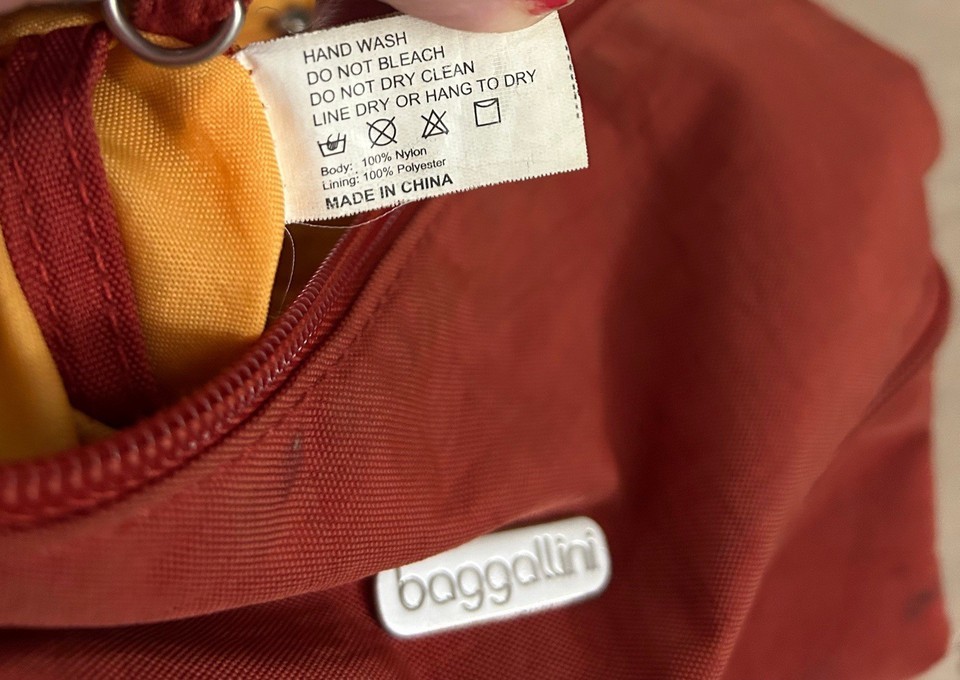 HAND WASH
DO NOT BLEACH
DO NOT DRY CLEAN
LINE DRY OR HANG TO DRY
Body: 100% Nylon
Lining: 100% Polyester
MADE IN CHINA
baggallini